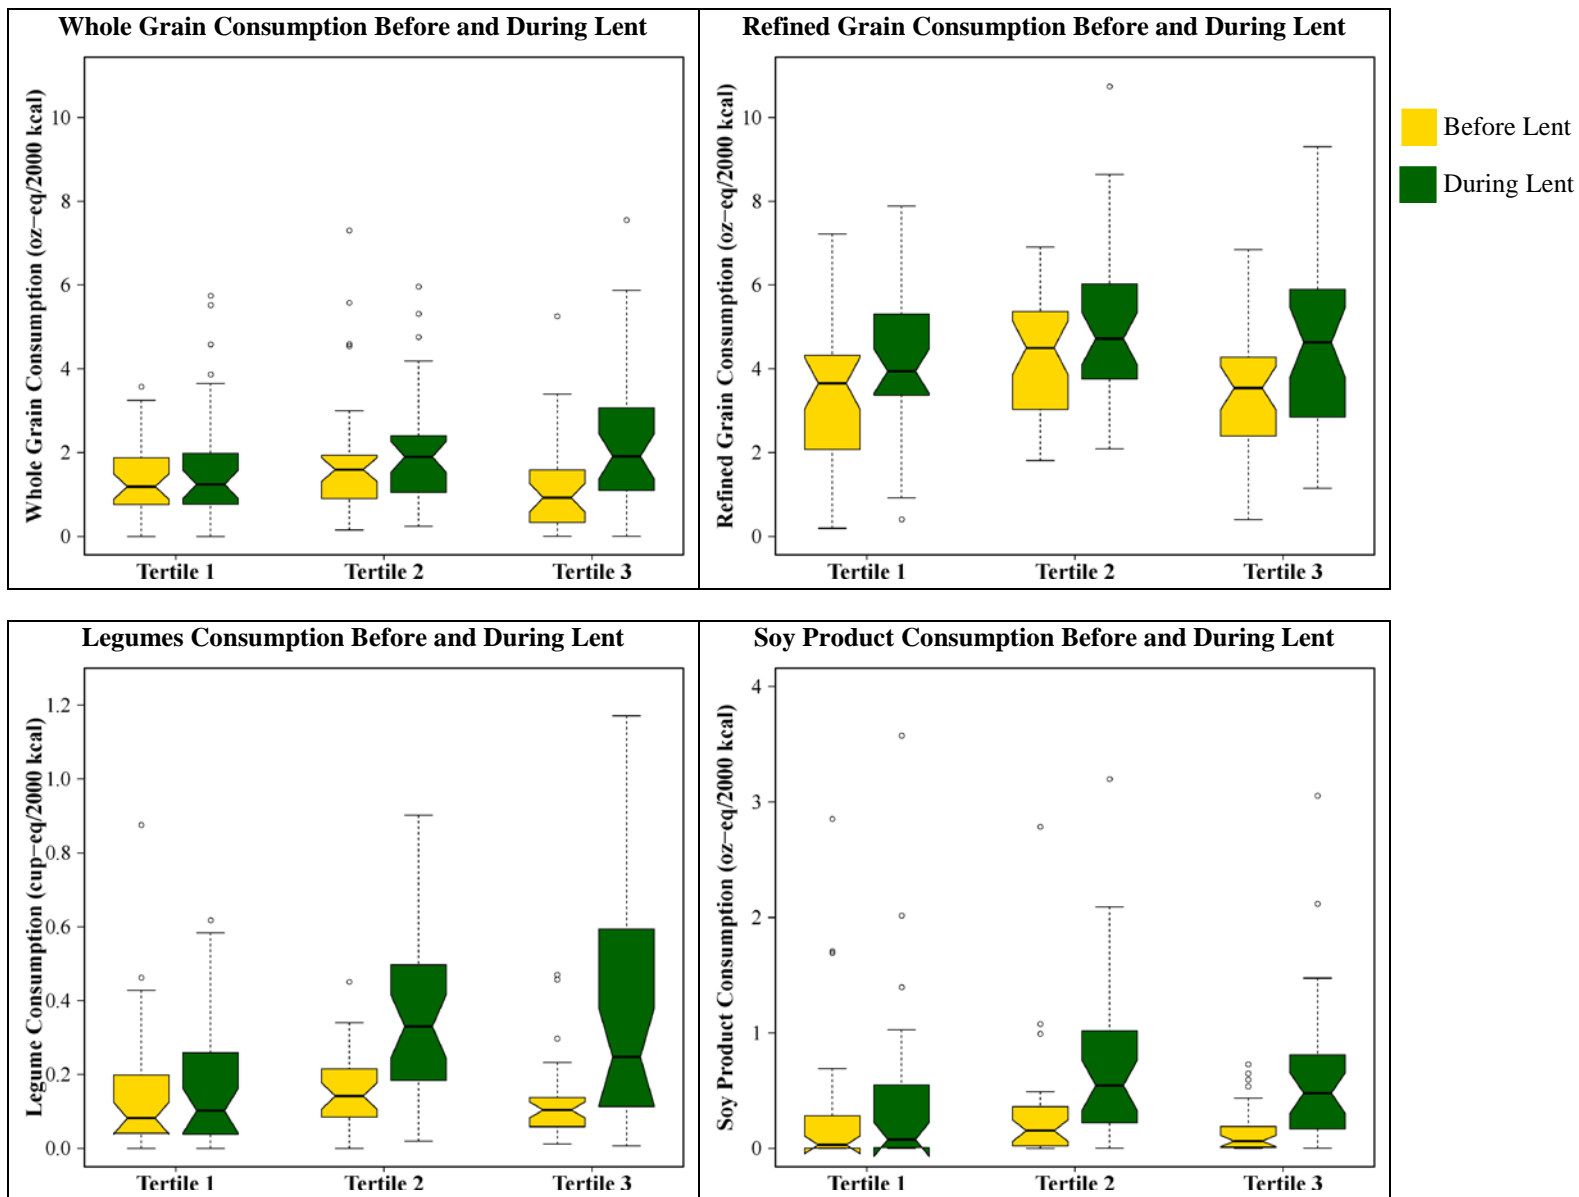 Whole Grain Consumption Before and During Lent
Whole Grain Consumption (oz−eq/2000 kcal)
10
8
6
4
2
0
Tertile 1
Tertile 2
Tertile 3
Refined Grain Consumption Before and During Lent
Refined Grain Consumption (oz−eq/2000 kcal)
10
8
6
4
2
0
Tertile 1
Tertile 2
Tertile 3
Before Lent
During Lent
Legumes Consumption Before and During Lent
Legume Consumption (cup−eq/2000 kcal)
1.2
1.0
0.8
0.6
0.4
0.2
0.0
Tertile 1
Tertile 2
Tertile 3
Soy Product Consumption Before and During Lent
Soy Product Consumption (oz−eq/2000 kcal)
4
3
2
1
0
Tertile 1
Tertile 2
Tertile 3